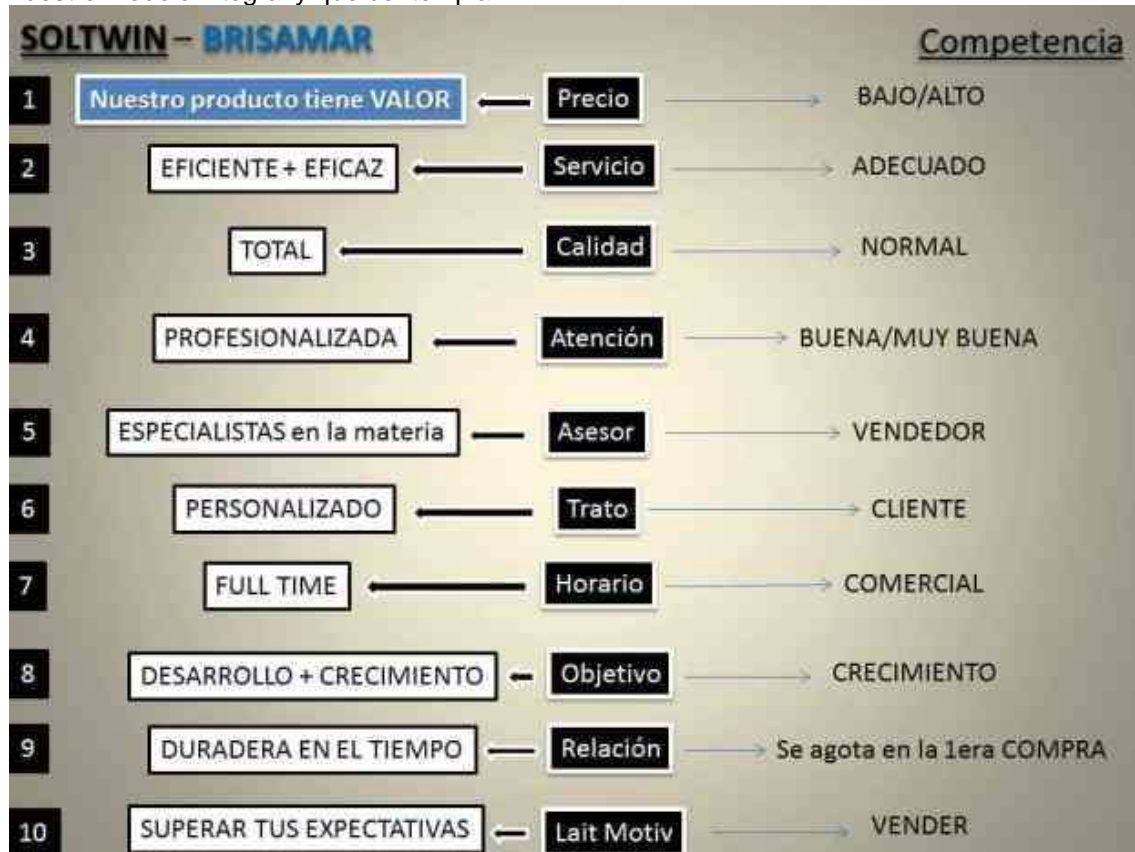 SOLTWIN – BRISAMAR Competencia
1 Nuestro producto tiene VALOR Precio BAJO/ALTO
2 EFICIENTE + EFICAZ Servicio ADECUADO
3 TOTAL Calidad NORMAL
4 PROFESIONALIZADA Atención BUENA/MUY BUENA
5 ESPECIALISTAS en la materia Asesor VENDEDOR
6 PERSONALIZADO Trato CLIENTE
7 FULL TIME Horario COMERCIAL
8 DESARROLLO + CRECIMIENTO Objetivo CRECIMIENTO
9 DURADERA EN EL TIEMPO Relación Se agota en la 1era COMPRA
10 SUPERAR TUS EXPECTATIVAS Lait Motiv VENDER